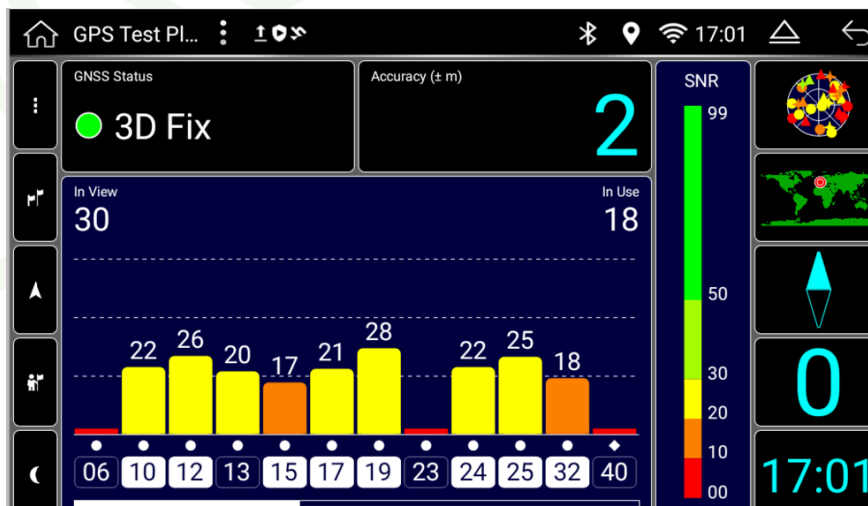 GPS Test Pl... 17:01
GNSS Status
3D Fix
Accuracy (± m)
2
SNR
99
50
30
20
10
00
In View
30
In Use
18
22 26 20 17 21 28 22 25 18
06 10 12 13 15 17 19 23 24 25 32 40
0
17:01